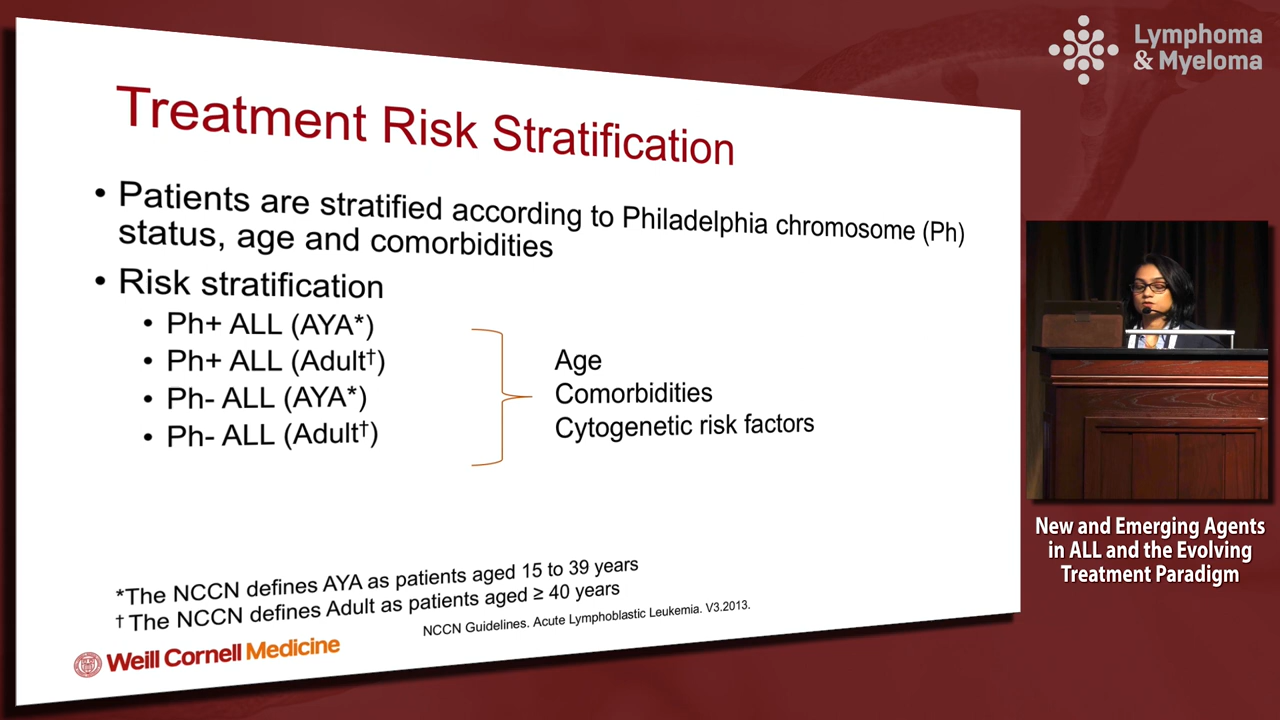 Lymphoma
& Myeloma
Treatment Risk Stratification
• Patients are stratified according to Philadelphia chromosome (Ph)
status, age and comorbidities
• Risk stratification
• Ph+ ALL (AYA*)
• Ph+ ALL (Adult†)
• Ph- ALL (AYA*)
• Ph- ALL (Adult†)
Age
Comorbidities
Cytogenetic risk factors
*The NCCN defines AYA as patients aged 15 to 39 years
† The NCCN defines Adult as patients aged ≥ 40 years
NCCN Guidelines. Acute Lymphoblastic Leukemia. V3.2013.
Weill Cornell Medicine
New and Emerging Agents
in ALL and the Evolving
Treatment Paradigm